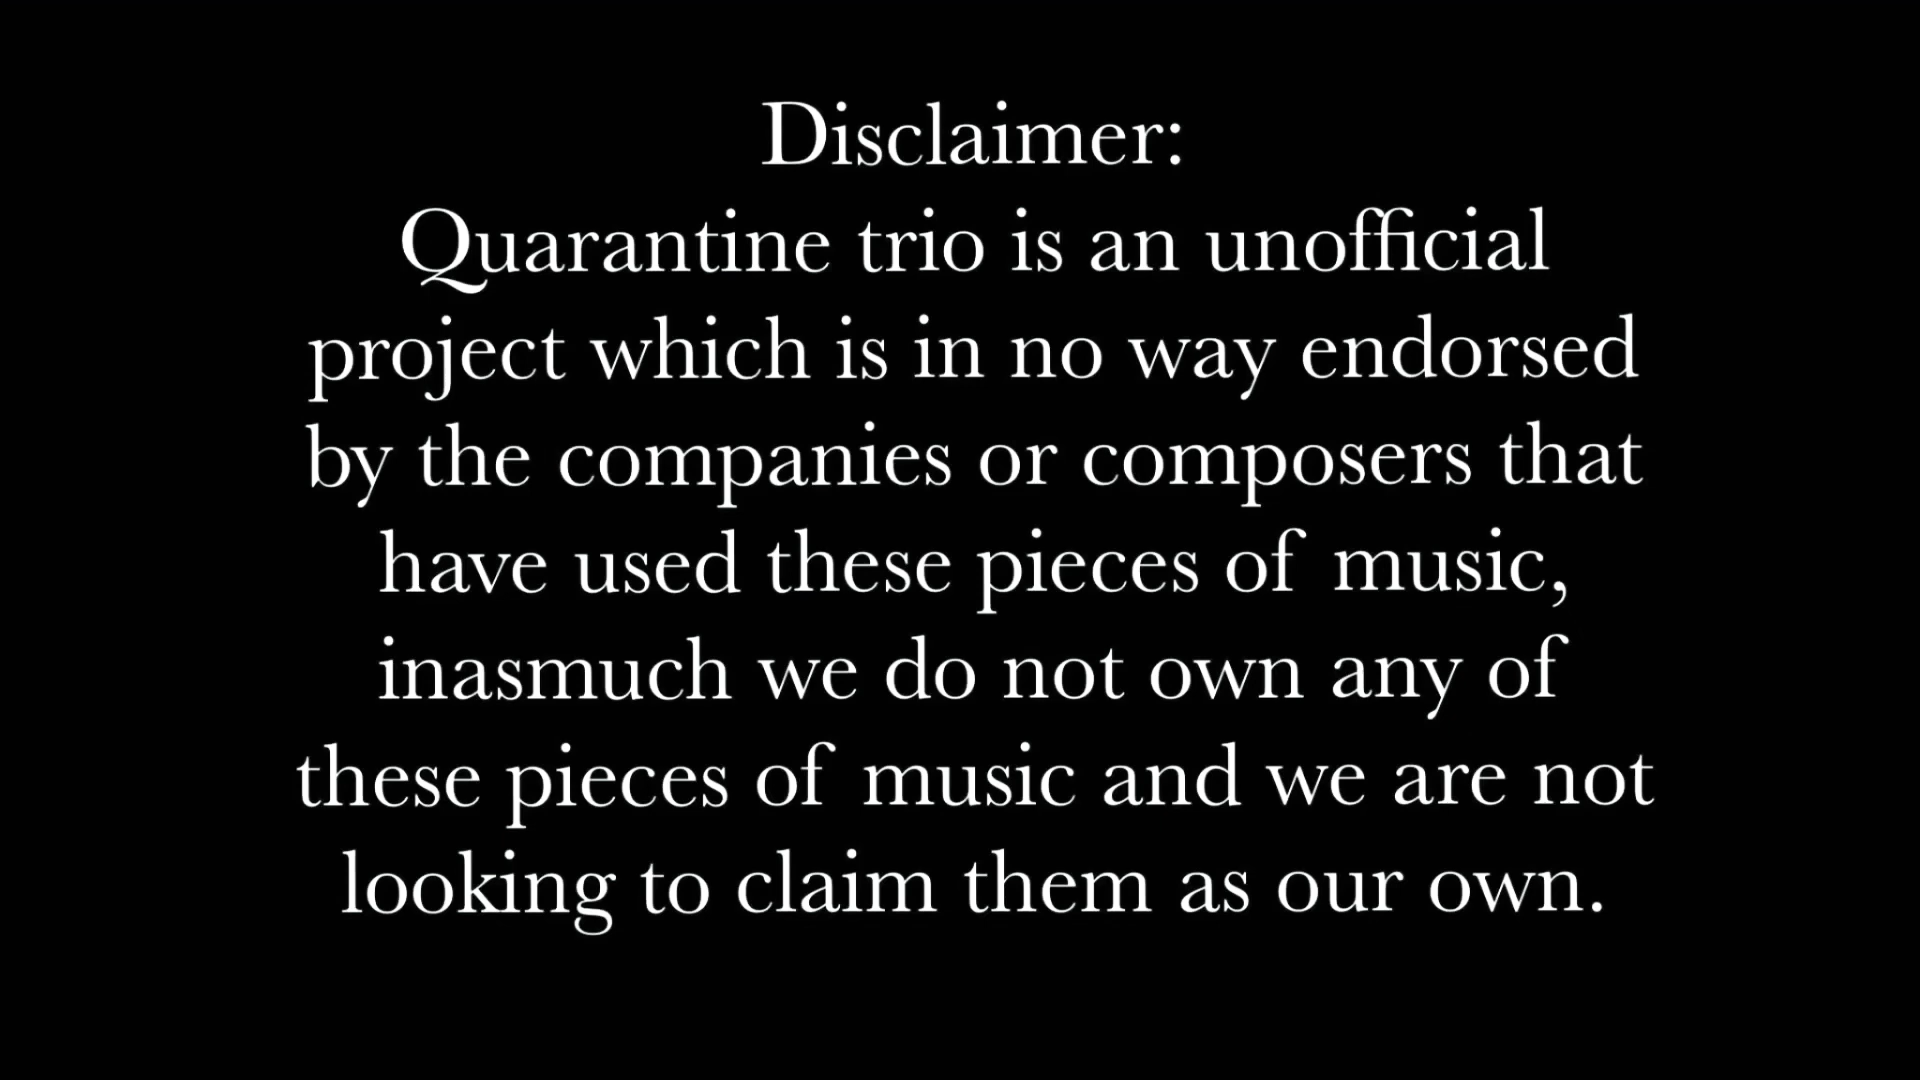 Disclaimer:
Quarantine trio is an unofficial
project which is in no way endorsed
by the companies or composers that
have used these pieces of music,
inasmuch we do not own any of
these pieces of music and we are not
looking to claim them as our own.